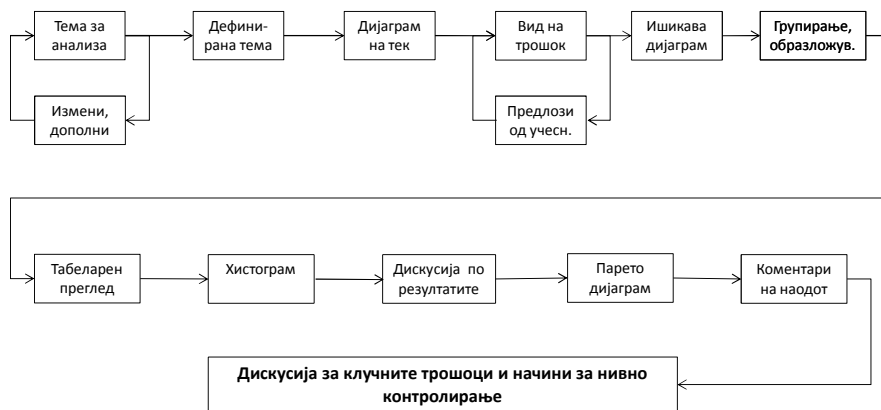 Тема за
анализа
Дефини-
рана тема
Дијаграм
на тек
Вид на
трошок
Ишикава
дијаграм
Групирање,
образложув.
Измени,
дополни
Предлози
од учесн.
Табеларен
преглед
Хистограм
Дискусија по
резултатите
Парето
дијаграм
Коментари
на наодот
Дискусија за клучните трошоци и начини за нивно
контролирање